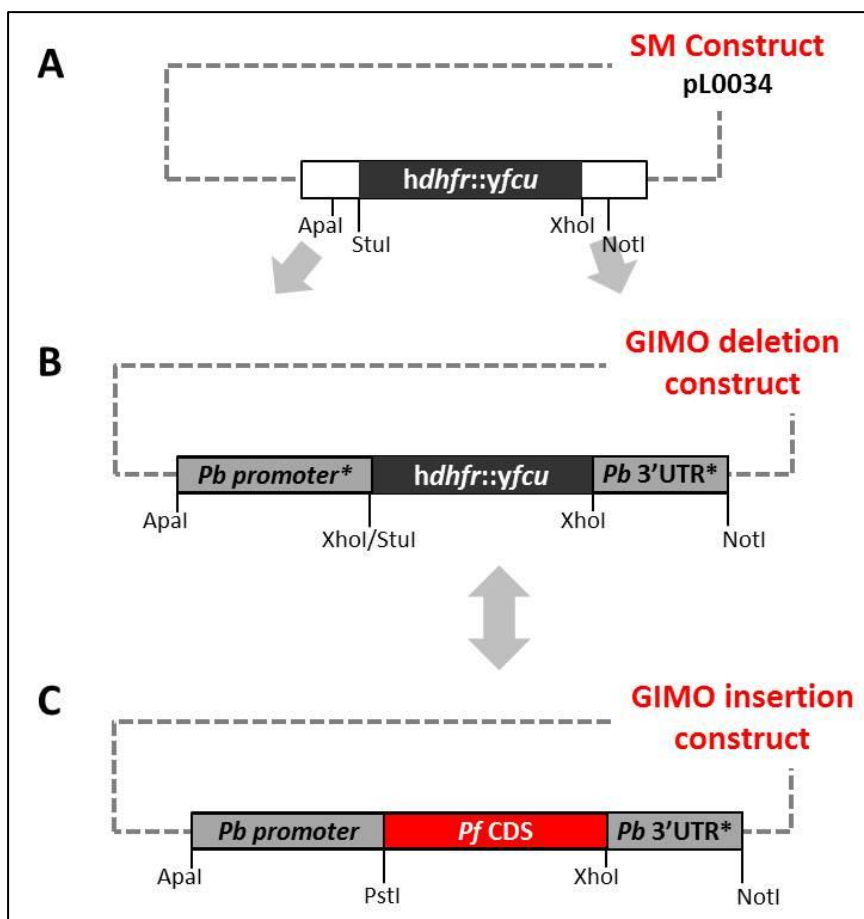 A
SM Construct
pL0034
hdhfr::yfcu
ApaI
StuI
XhoI
NotI
B
GIMO deletion
construct
Pb promoter*
hdhfr::yfcu
Pb 3’UTR*
ApaI
XhoI/StuI
XhoI
NotI
C
GIMO insertion
construct
Pb promoter
Pf CDS
Pb 3’UTR*
ApaI
PstI
XhoI
NotI